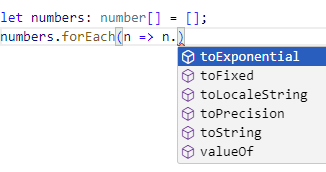 let numbers: number[] = [];
numbers.forEach(n => n.)
toExponential
toFixed
toLocaleString
toPrecision
toString
valueOf